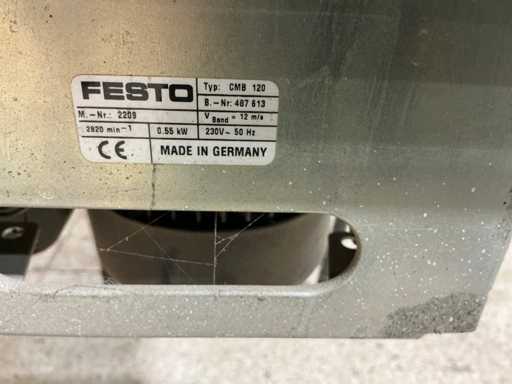 FESTO
Typ: CMB 120
B.-Nr: 487 613
M.-Nr.: 2209
V Band = 12 m/s
2820 min⁻¹
0.55 kW
230V~ 50 Hz
CE MADE IN GERMANY